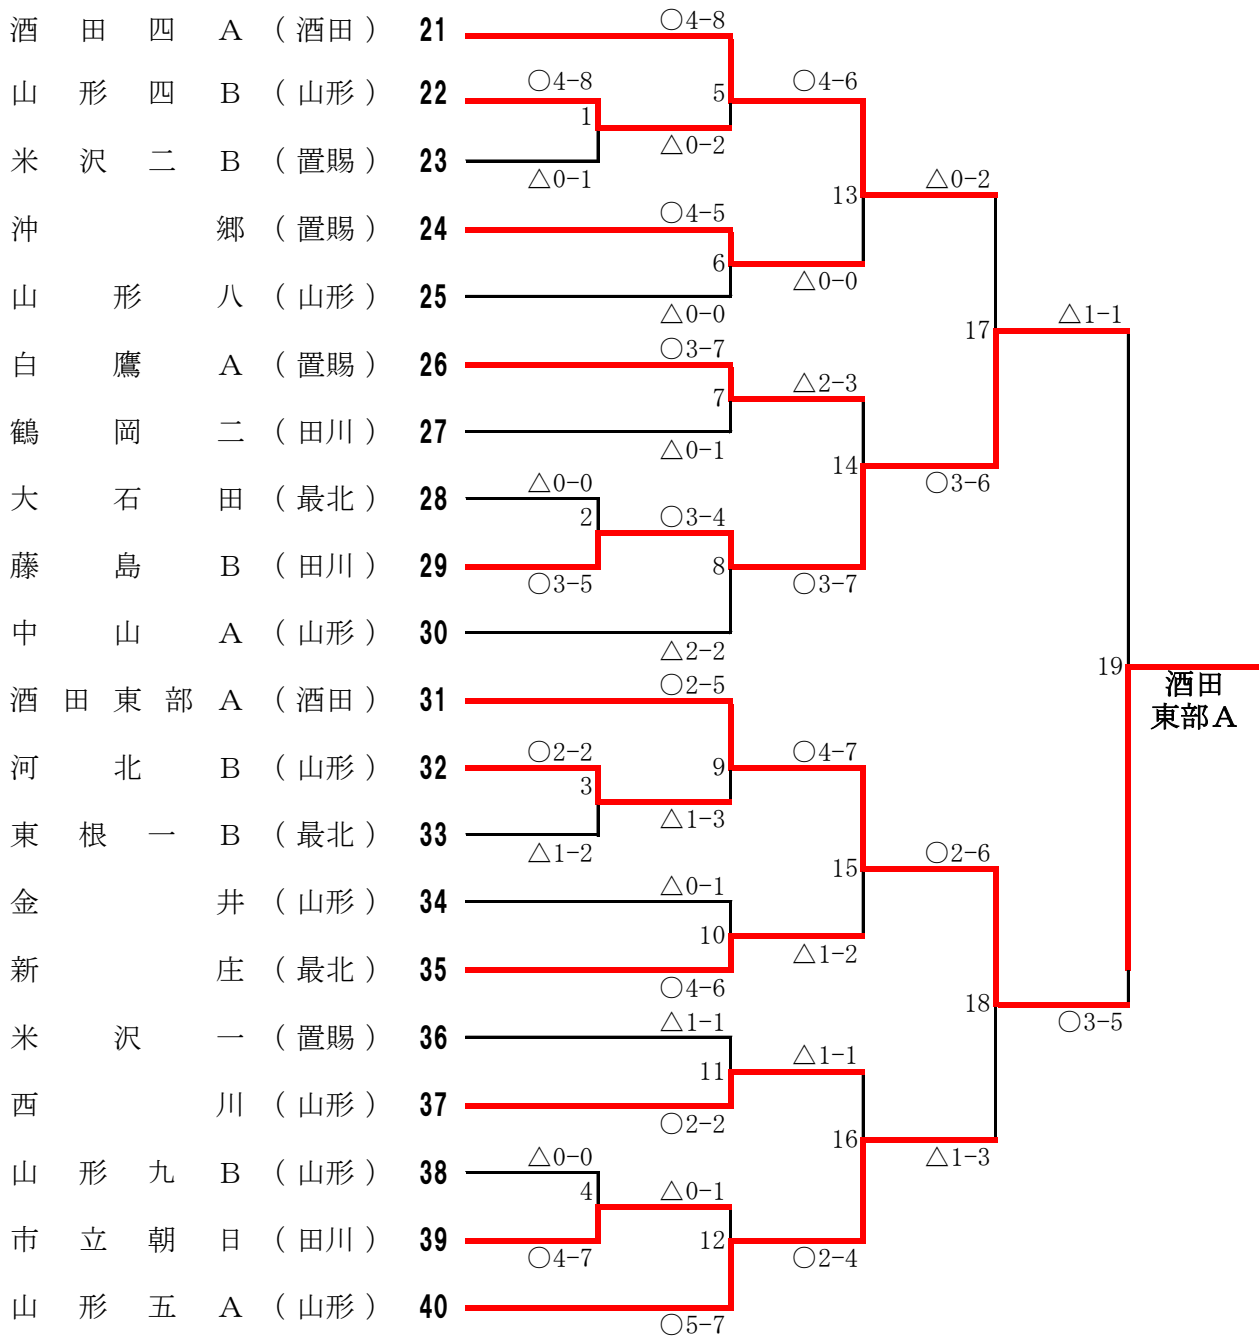 酒田四A（酒田） 21
○4-8
山形四B（山形） 22
○4-8
5
○4-6
1
△0-2
米沢二B（置賜） 23
△0-1
13
△0-2
沖郷（置賜） 24
○4-5
6
△0-0
山形八（山形） 25
△0-0
17
△1-1
白鷹A（置賜） 26
○3-7
7
△2-3
鶴岡二（田川） 27
△0-1
14
○3-6
大石田（最北） 28
△0-0
2
○3-4
藤島B（田川） 29
○3-5
8
○3-7
中山A（山形） 30
△2-2
19
酒田
東部A
酒田東部A（酒田） 31
○2-5
河北B（山形） 32
○2-2
9
○4-7
3
△1-3
東根一B（最北） 33
△1-2
15
○2-6
金井（山形） 34
△0-1
10
△1-2
新庄（最北） 35
○4-6
18
○3-5
米沢一（置賜） 36
△1-1
11
△1-1
西川（山形） 37
○2-2
16
△1-3
山形九B（山形） 38
△0-0
4
△0-1
市立朝日（田川） 39
○4-7
12
○2-4
山形五A（山形） 40
○5-7